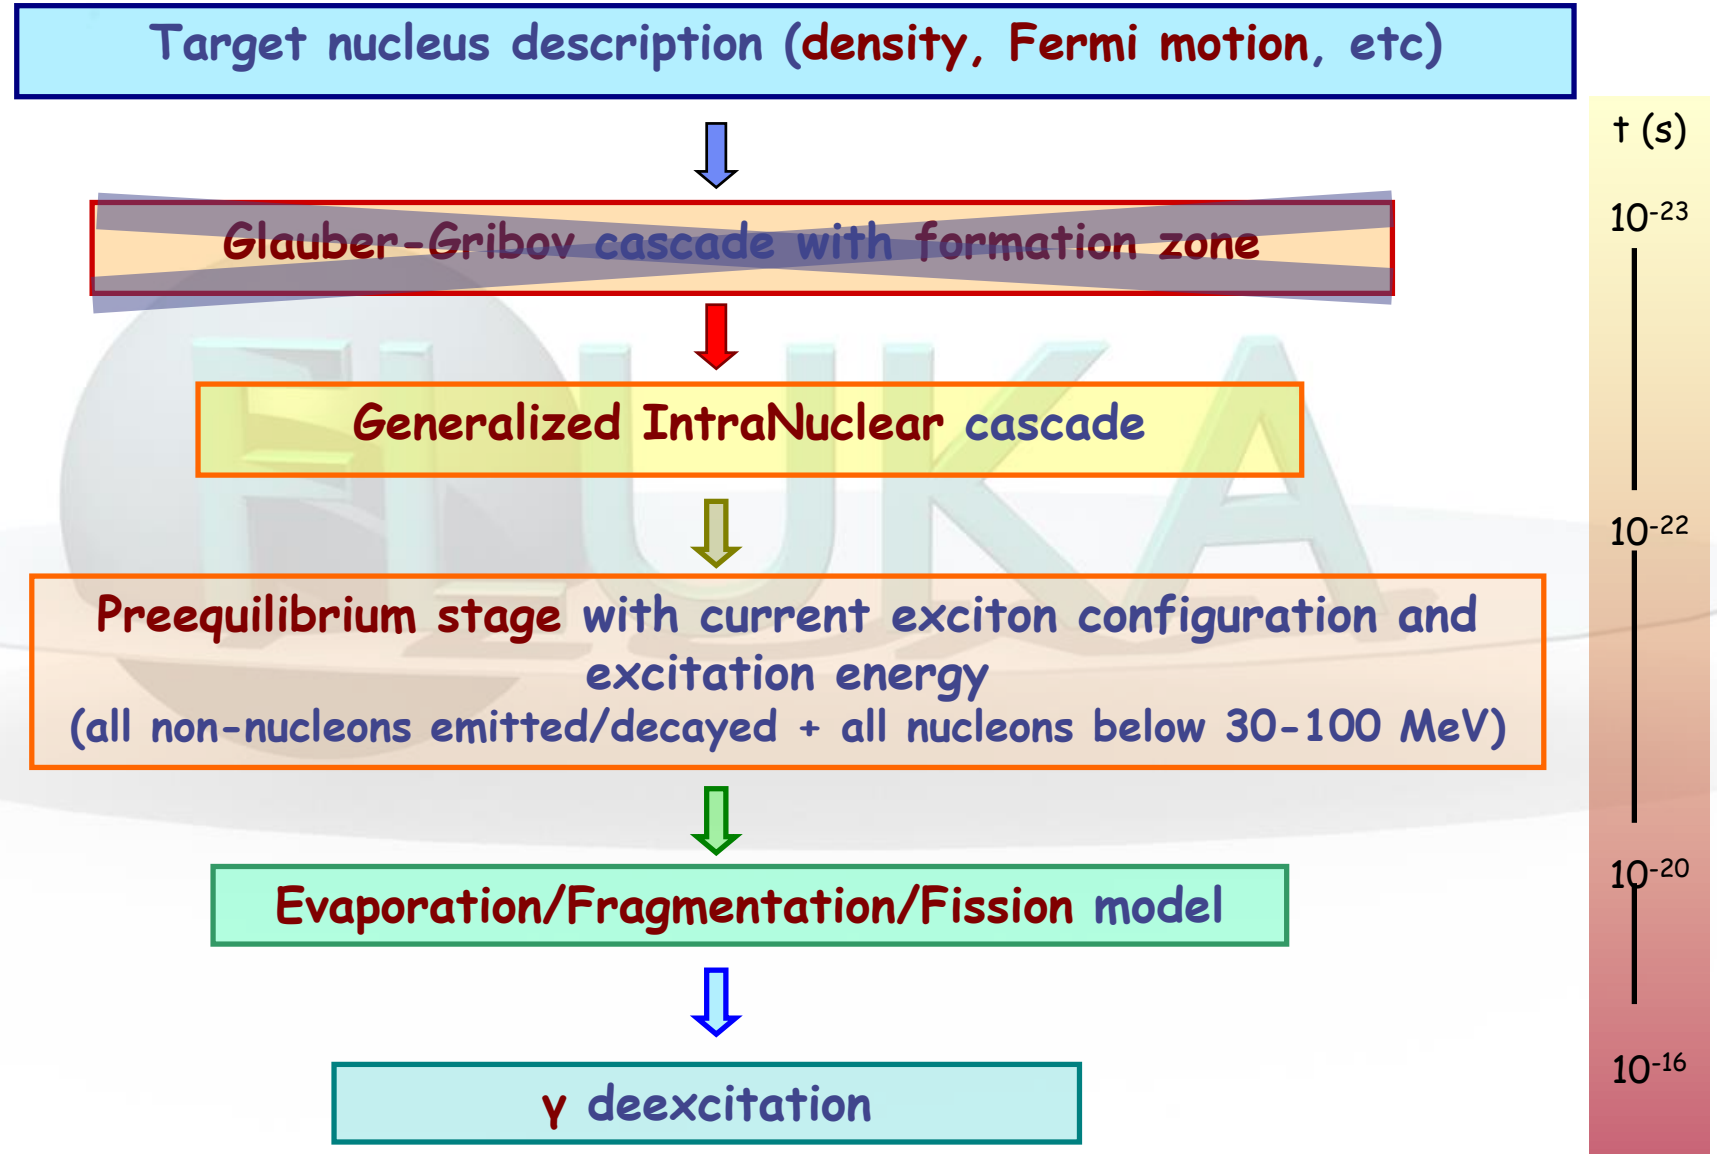 Target nucleus description (density, Fermi motion, etc)
t (s)
10⁻²³
Glauber-Gribov cascade with formation zone
FLUKA
Generalized IntraNuclear cascade
10⁻²²
Preequilibrium stage with current exciton configuration and
excitation energy
(all non-nucleons emitted/decayed + all nucleons below 30-100 MeV)
10⁻²⁰
Evaporation/Fragmentation/Fission model
10⁻¹⁶
γ deexcitation